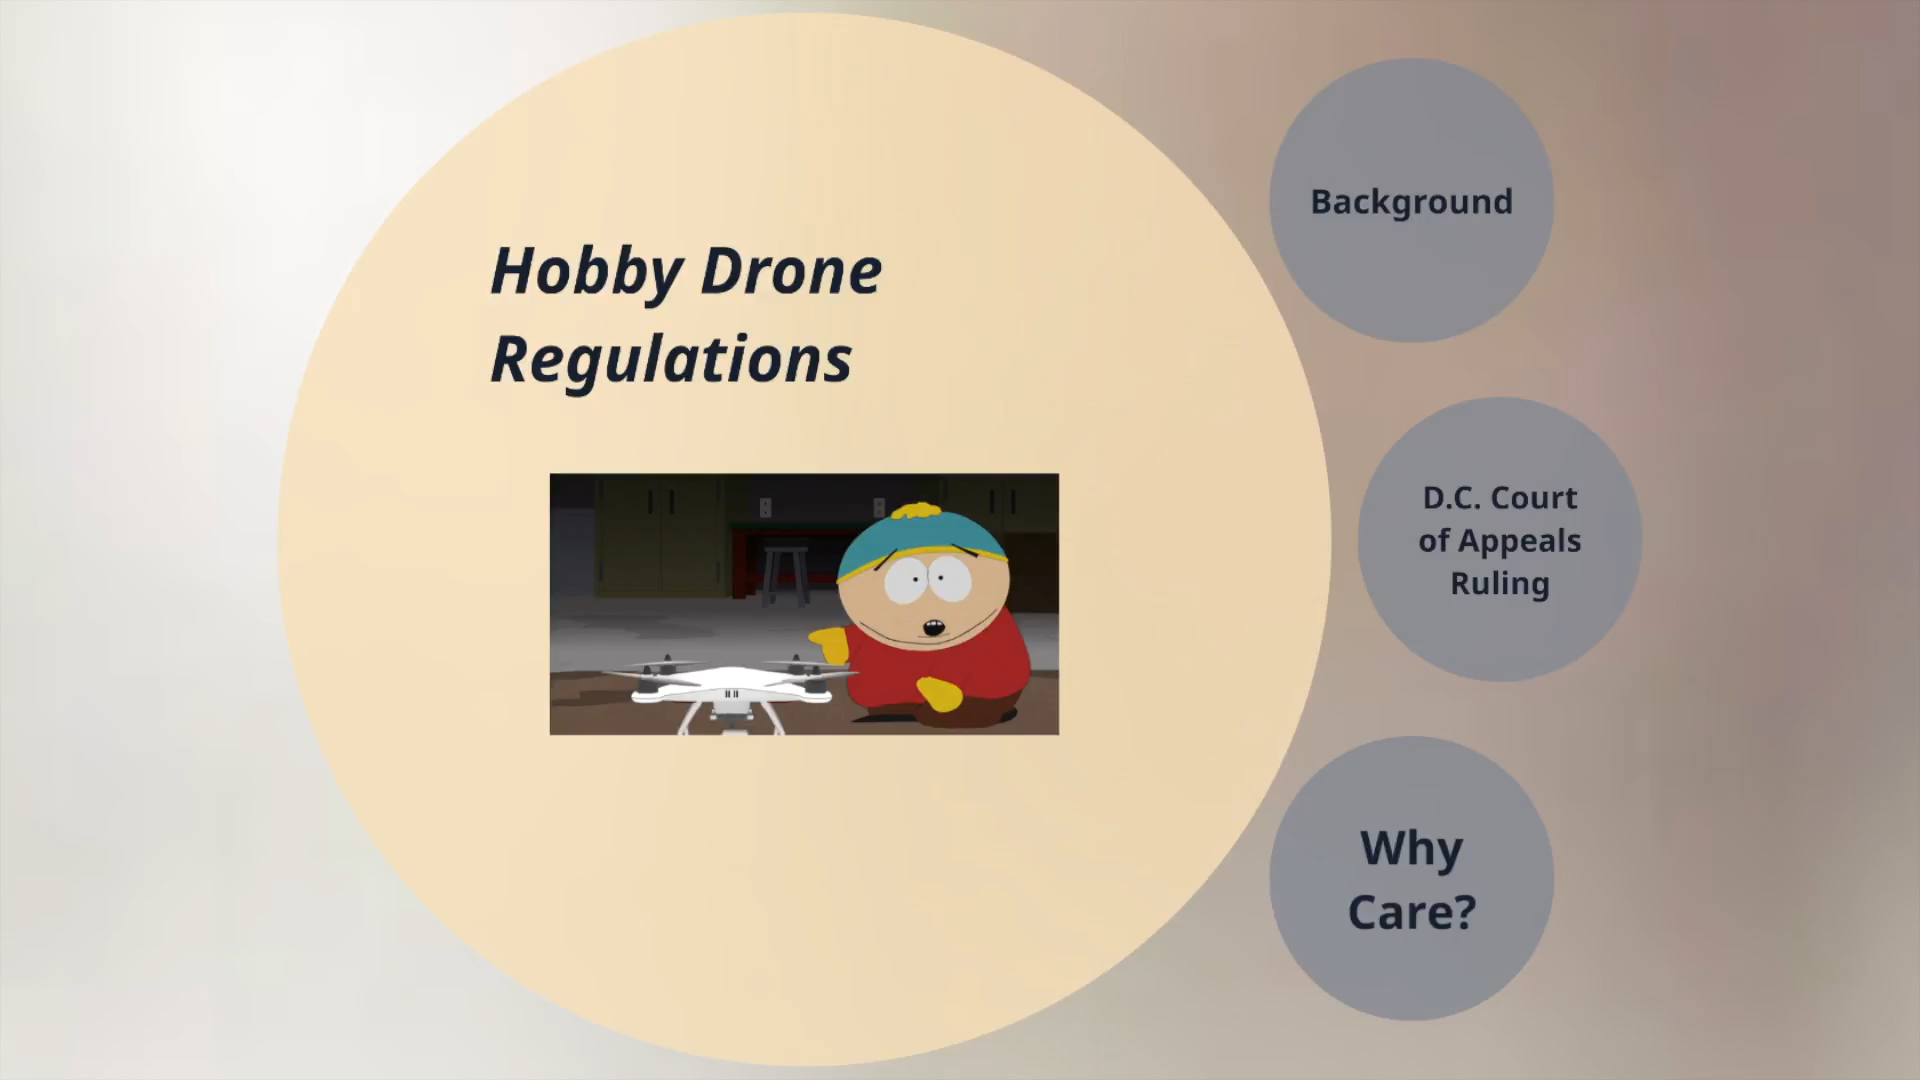 Hobby Drone
Regulations
Background
D.C. Court
of Appeals
Ruling
Why
Care?